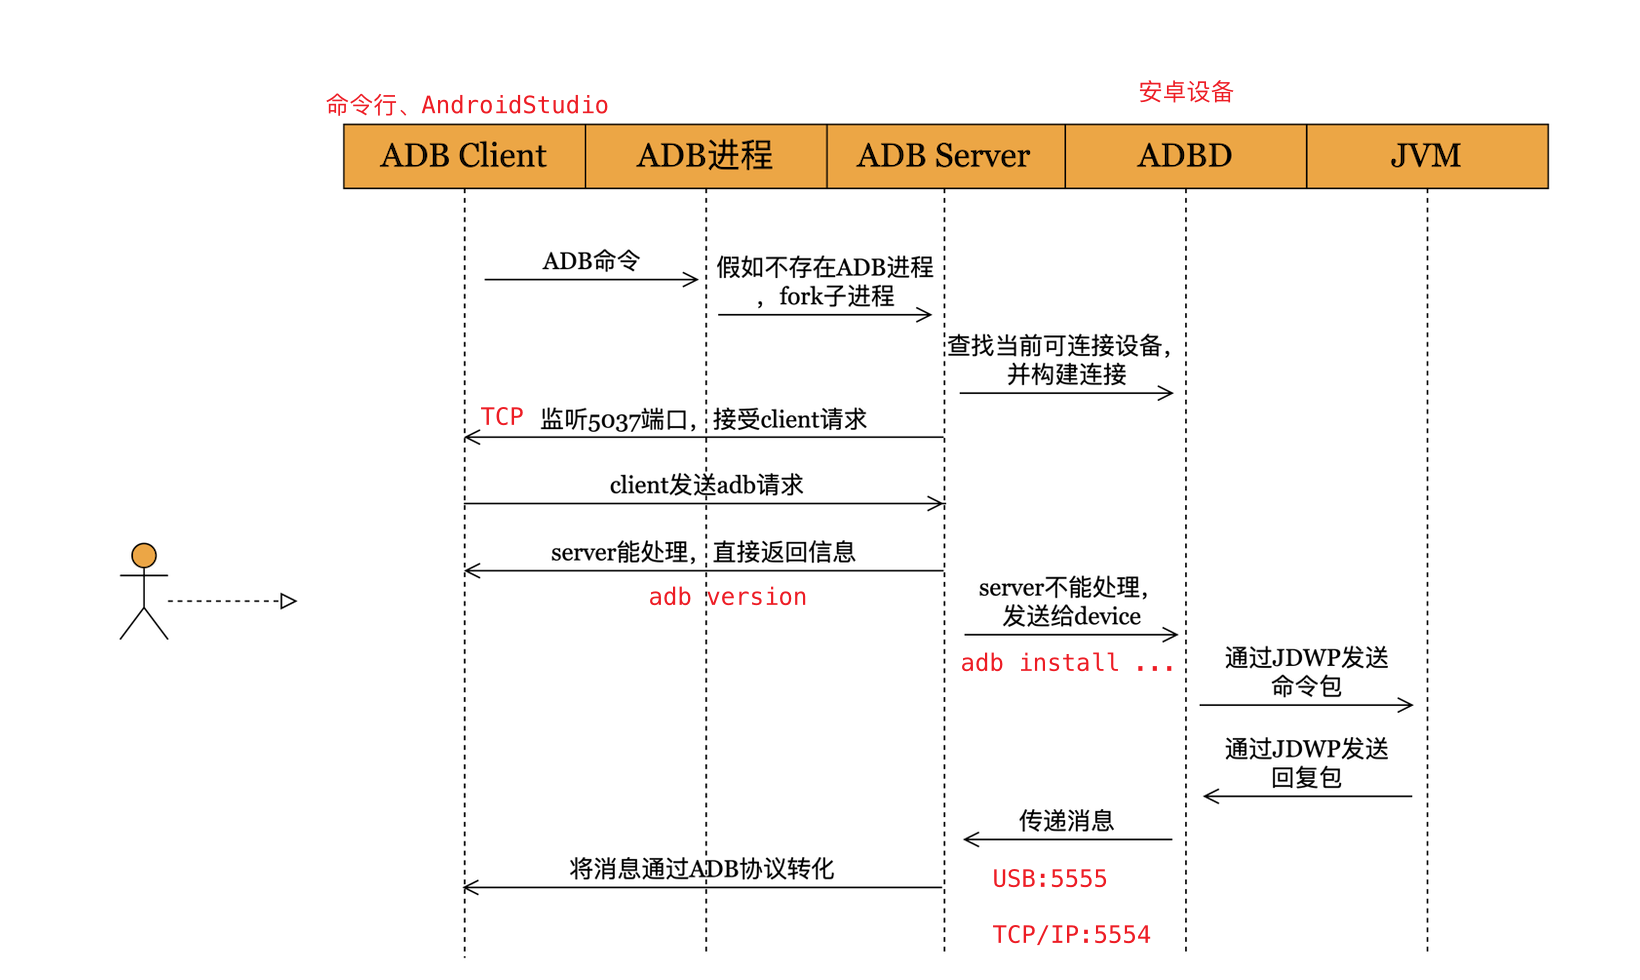 命令行、AndroidStudio
安卓设备
ADB Client
ADB进程
ADB Server
ADBD
JVM
ADB命令
假如不存在ADB进程
，fork子进程
查找当前可连接设备，
并构建连接
TCP
监听5037端口，接受client请求
client发送adb请求
server能处理，直接返回信息
adb version
server不能处理，
发送给device
adb install ...
通过JDWP发送
命令包
通过JDWP发送
回复包
传递消息
将消息通过ADB协议转化
USB:5555
TCP/IP:5554